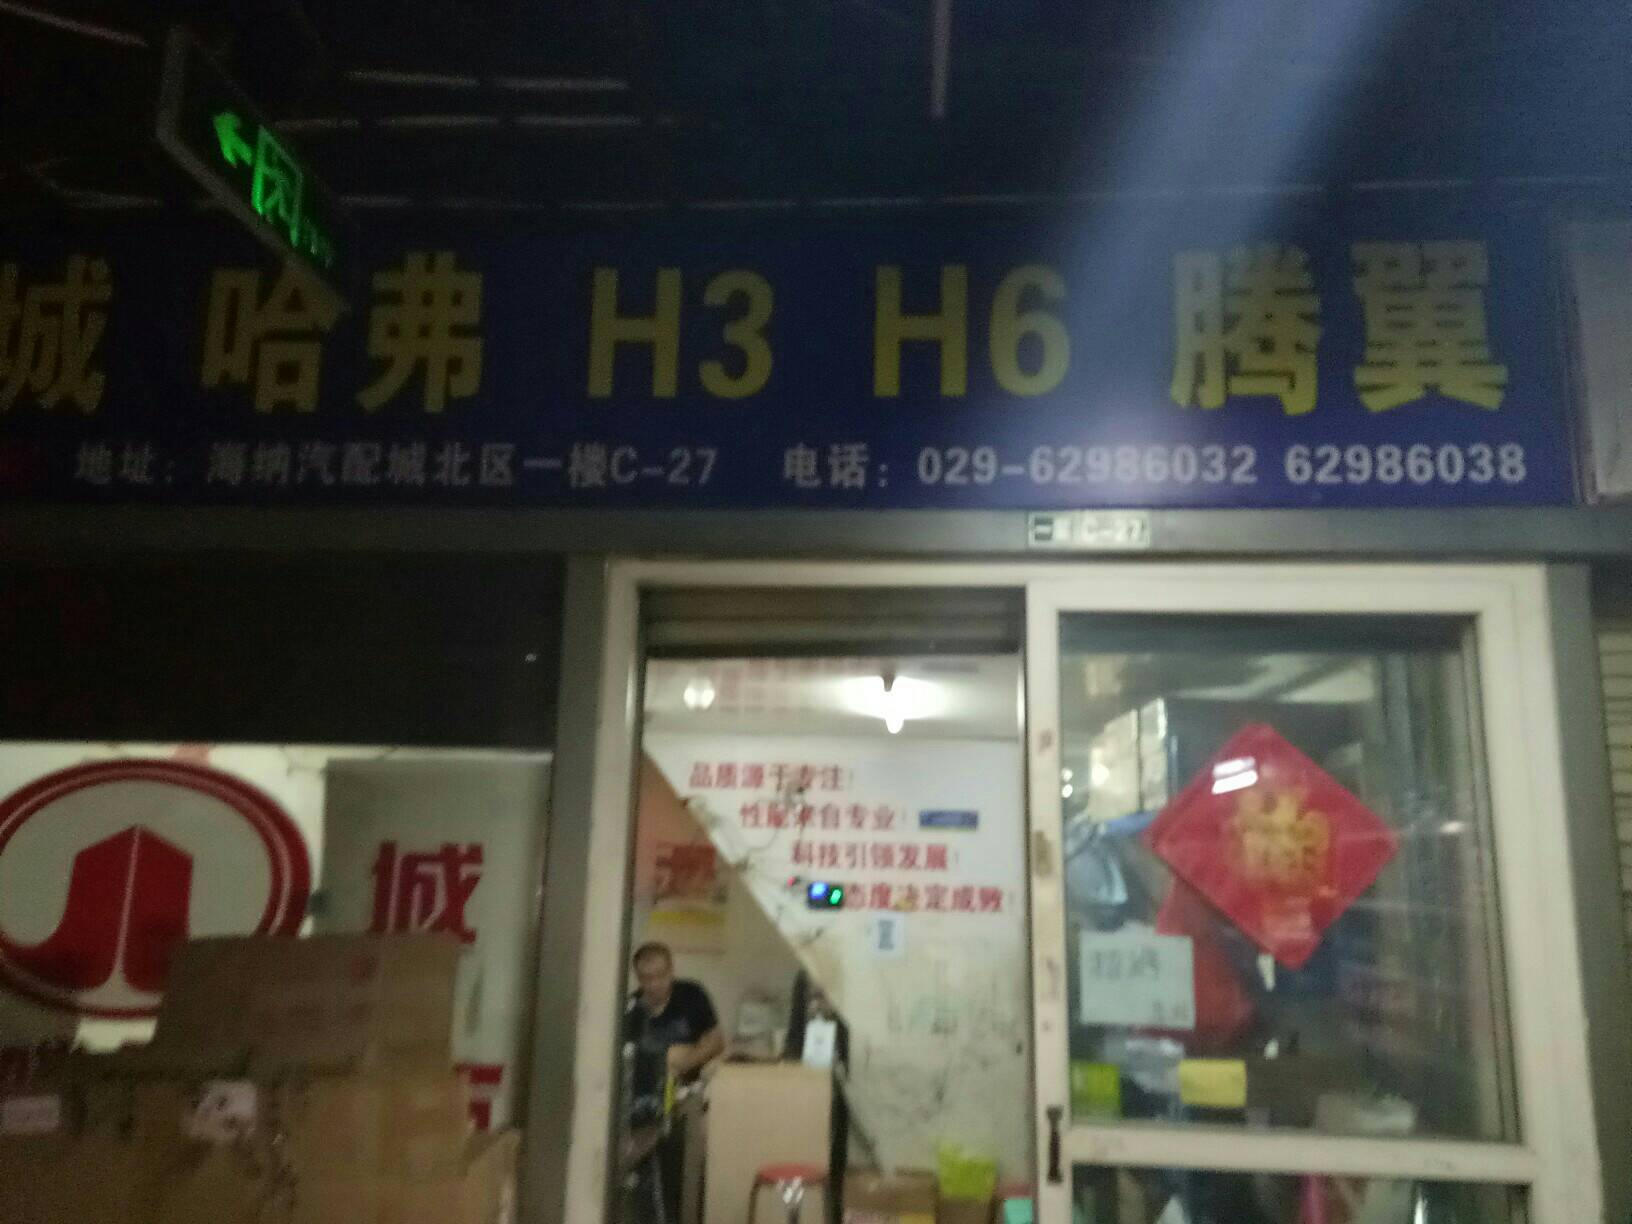 城 哈弗 H3 H6 腾翼
地址：海纳汽配城北区一楼C-27 电话：029-62986032 62986038
C-27
品质源于专注！
性能来自专业！
科技引领发展！
态度决定成败！
城